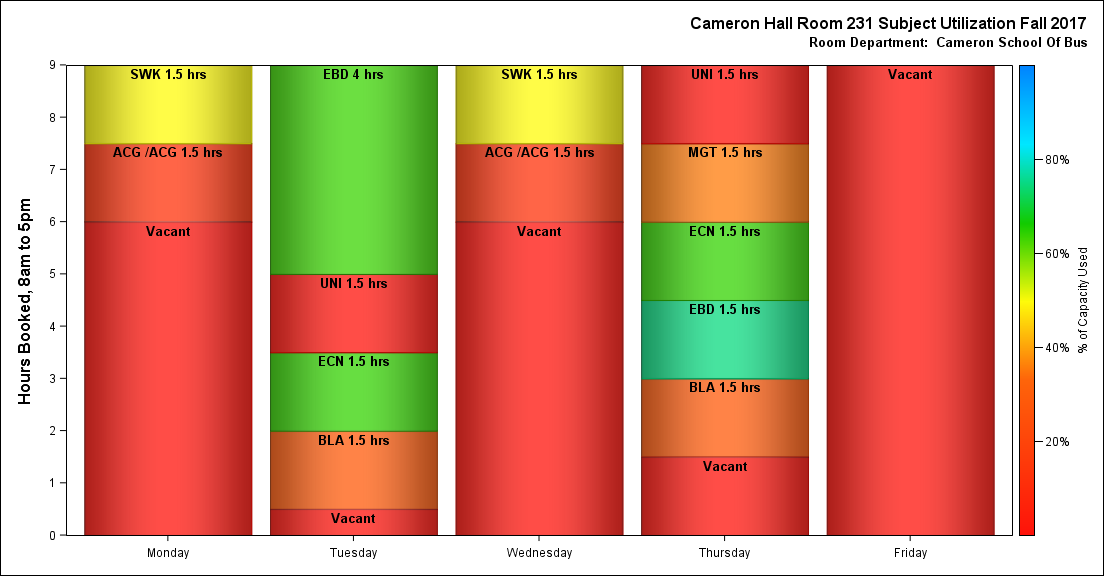 Cameron Hall Room 231 Subject Utilization Fall 2017
Room Department:  Cameron School Of Bus
Hours Booked, 8am to 5pm
9
8
7
6
5
4
3
2
1
0
SWK 1.5 hrs
ACG /ACG 1.5 hrs
Vacant
EBD 4 hrs
UNI 1.5 hrs
ECN 1.5 hrs
BLA 1.5 hrs
Vacant
SWK 1.5 hrs
ACG /ACG 1.5 hrs
Vacant
UNI 1.5 hrs
MGT 1.5 hrs
ECN 1.5 hrs
EBD 1.5 hrs
BLA 1.5 hrs
Vacant
Vacant
Monday
Tuesday
Wednesday
Thursday
Friday
80%
60%
40%
20%
% of Capacity Used